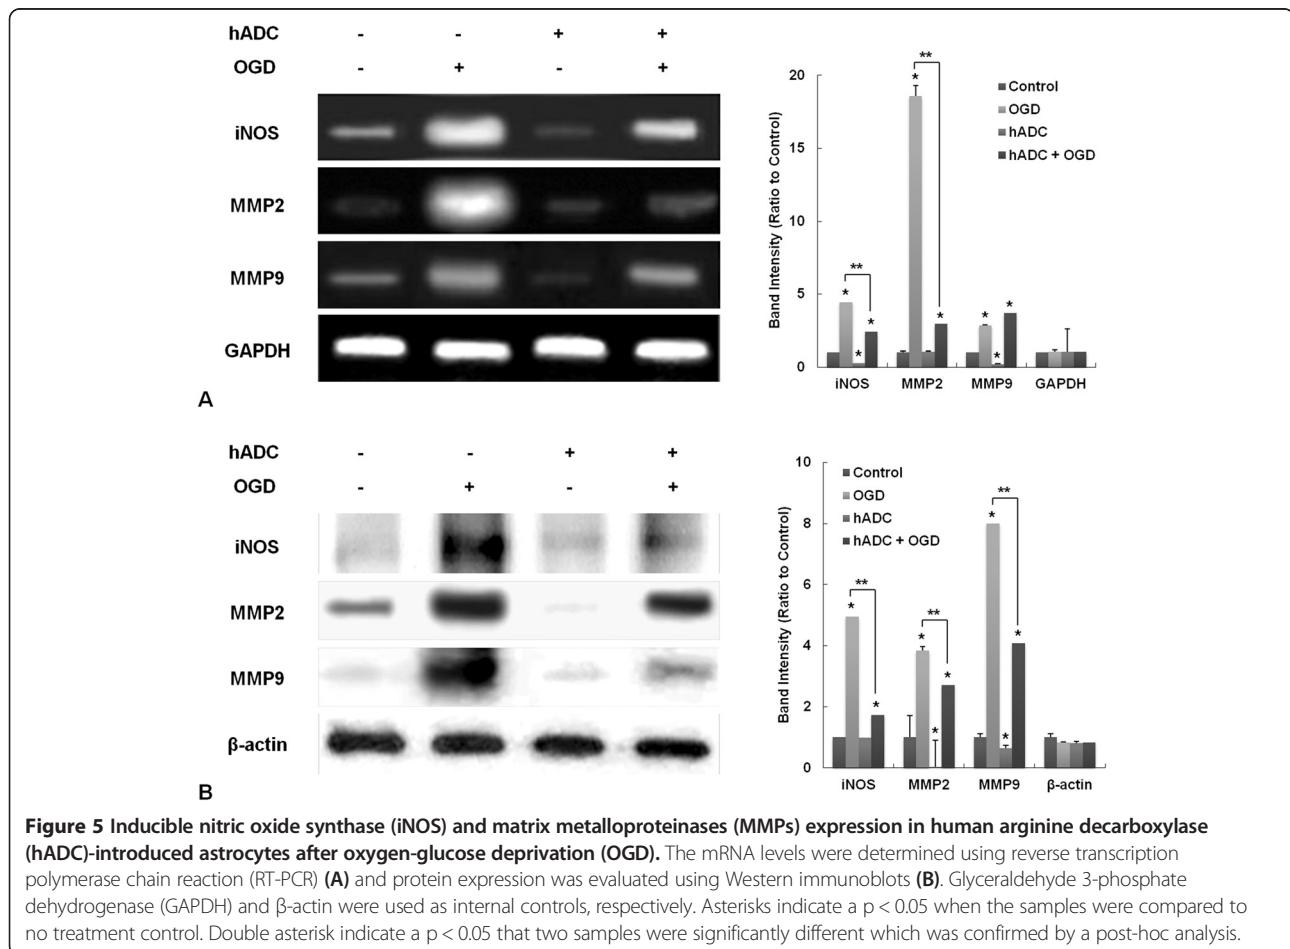 hADC - - + +
OGD - + - +
iNOS
MMP2
MMP9
GAPDH
A
Band Intensity (Ratio to Control)
20
15
10
5
0
** 
* * * *
**
* *
* * *
Control
OGD
hADC
hADC + OGD
iNOS MMP2 MMP9 GAPDH
hADC - - + +
OGD - + - +
iNOS
MMP2
MMP9
β-actin
B
Band Intensity (Ratio to Control)
10
8
6
4
2
0
Control
OGD
hADC
hADC + OGD
**
* *
**
* * *
**
* * *
iNOS MMP2 MMP9 β-actin
Figure 5 Inducible nitric oxide synthase (iNOS) and matrix metalloproteinases (MMPs) expression in human arginine decarboxylase
(hADC)-introduced astrocytes after oxygen-glucose deprivation (OGD). The mRNA levels were determined using reverse transcription
polymerase chain reaction (RT-PCR) (A) and protein expression was evaluated using Western immunoblots (B). Glyceraldehyde 3-phosphate
dehydrogenase (GAPDH) and β-actin were used as internal controls, respectively. Asterisks indicate a p < 0.05 when the samples were compared to
no treatment control. Double asterisk indicate a p < 0.05 that two samples were significantly different which was confirmed by a post-hoc analysis.